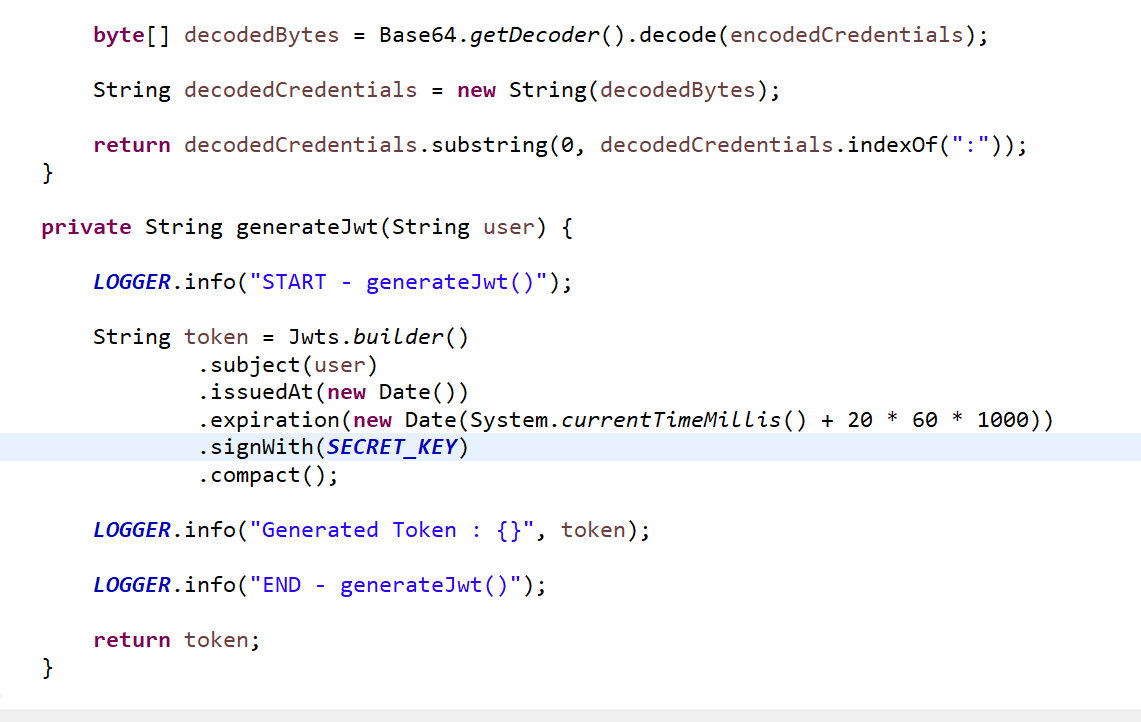 byte[] decodedBytes = Base64.getDecoder().decode(encodedCredentials);
String decodedCredentials = new String(decodedBytes);
return decodedCredentials.substring(0, decodedCredentials.indexOf(":"));
}
private String generateJwt(String user) {
LOGGER.info("START - generateJwt()");
String token = Jwts.builder()
.subject(user)
.issuedAt(new Date())
.expiration(new Date(System.currentTimeMillis() + 20 * 60 * 1000))
.signWith(SECRET_KEY)
.compact();
LOGGER.info("Generated Token : {}", token);
LOGGER.info("END - generateJwt()");
return token;
}